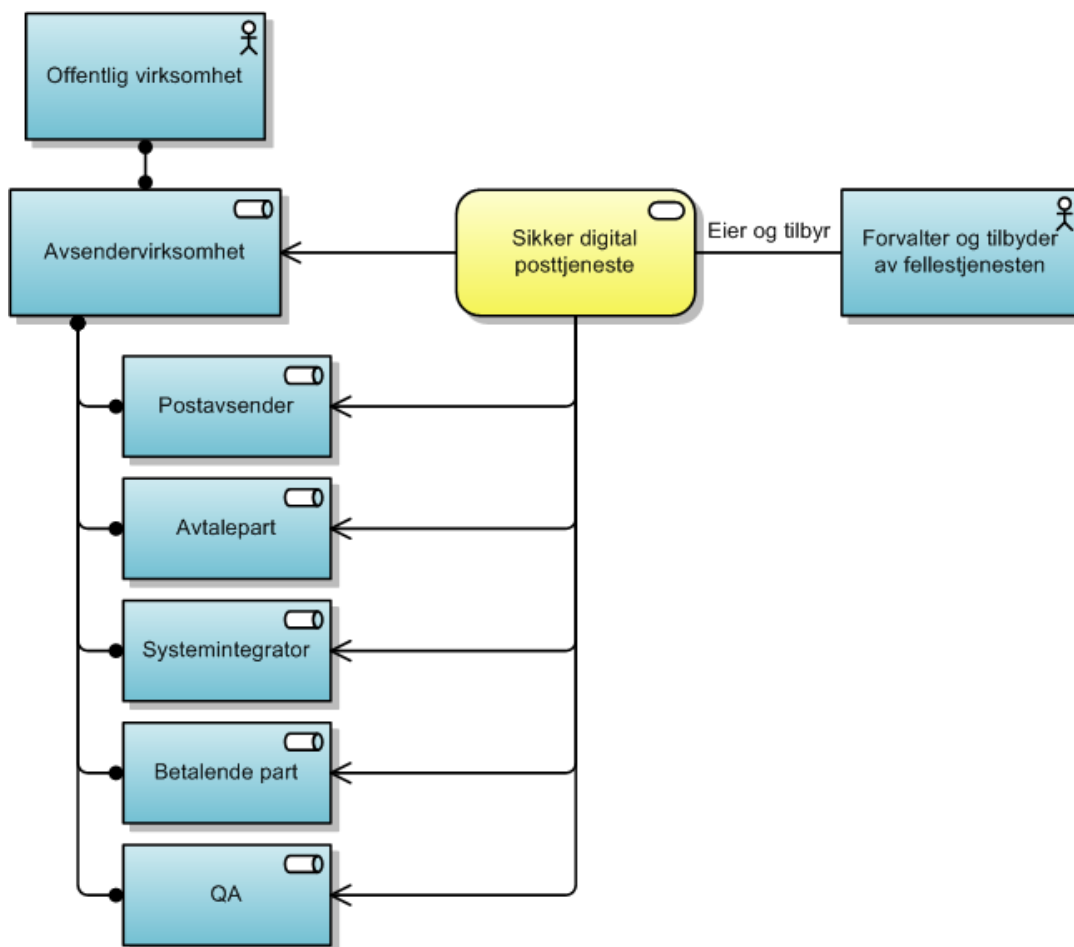 Offentlig virksomhet
Avsendervirksomhet
Sikker digital
posttjeneste
Eier og tilbyr
Forvalter og tilbyder
av fellestjenesten
Postavsender
Avtalepart
Systemintegrator
Betalende part
QA